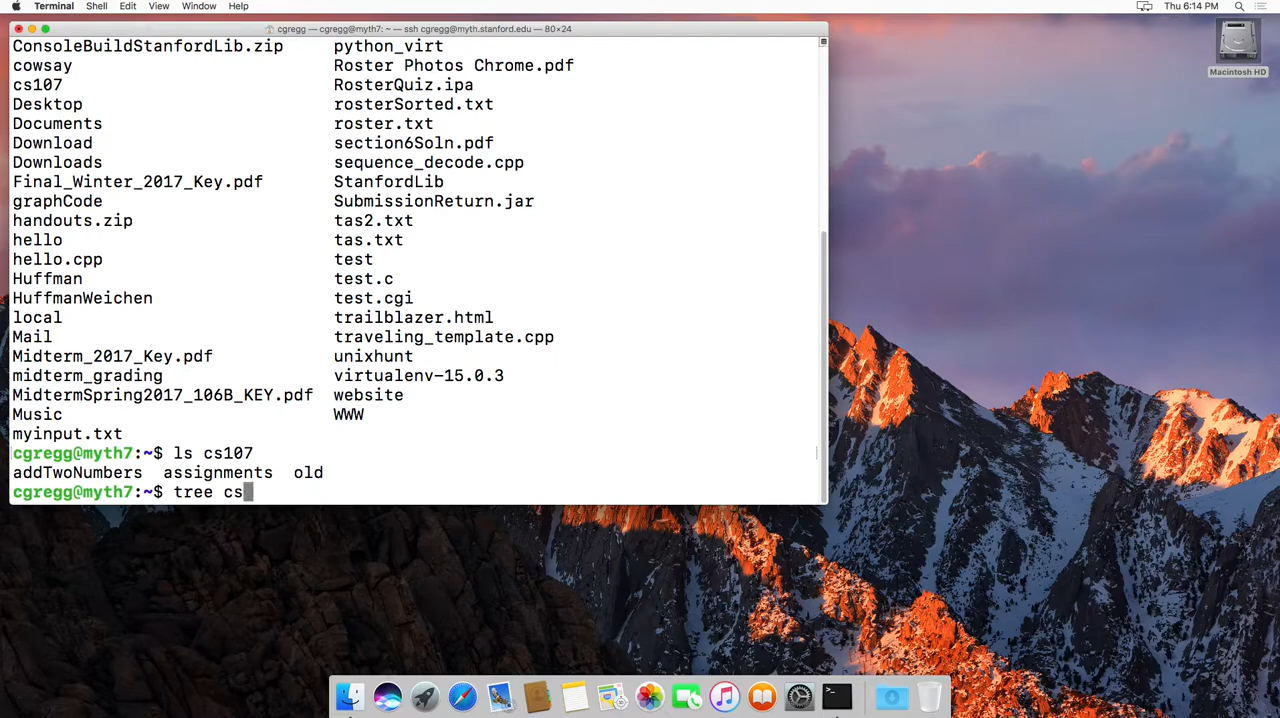 Terminal Shell Edit View Window Help Thu 6:14 PM
cgregg — cgregg@myth7: ~ — ssh cgregg@myth.stanford.edu — 80×24
Macintosh HD
ConsoleBuildStanfordLib.zip python_virt
cowsay Roster Photos Chrome.pdf
cs107 RosterQuiz.ipa
Desktop rosterSorted.txt
Documents roster.txt
Download section6Soln.pdf
Downloads sequence_decode.cpp
Final_Winter_2017_Key.pdf StanfordLib
graphCode SubmissionReturn.jar
handouts.zip tas2.txt
hello tas.txt
hello.cpp test
Huffman test.c
HuffmanWeichen test.cgi
local trailblazer.html
Mail traveling_template.cpp
Midterm_2017_Key.pdf unixhunt
midterm_grading virtualenv-15.0.3
MidtermSpring2017_106B_KEY.pdf website
Music WWW
myinput.txt
cgregg@myth7:~$ ls cs107
addTwoNumbers assignments old
cgregg@myth7:~$ tree cs